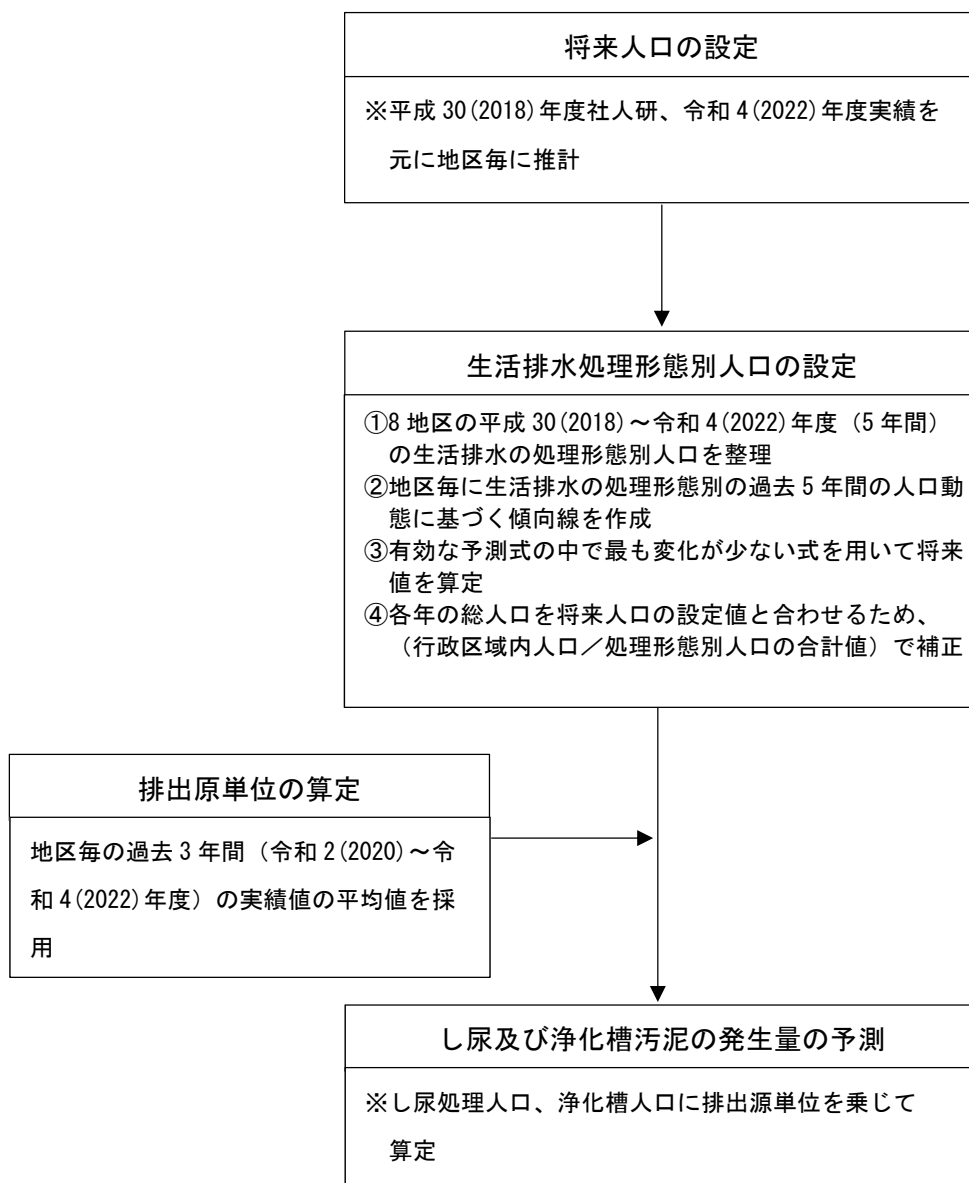 将来人口の設定
※平成 30(2018)年度社人研、令和 4(2022)年度実績を
元に地区毎に推計
生活排水処理形態別人口の設定
①8 地区の平成 30(2018)～令和 4(2022)年度（5 年間）
の生活排水の処理形態別人口を整理
②地区毎に生活排水の処理形態別の過去 5 年間の人口動
態に基づく傾向線を作成
③有効な予測式の中で最も変化が少ない式を用いて将来
値を算定
④各年の総人口を将来人口の設定値と合わせるため、
（行政区域内人口／処理形態別人口の合計値）で補正
排出原単位の算定
地区毎の過去 3 年間（令和 2(2020)～令
和 4(2022)年度）の実績値の平均値を採
用
し尿及び浄化槽汚泥の発生量の予測
※し尿処理人口、浄化槽人口に排出源単位を乗じて
算定